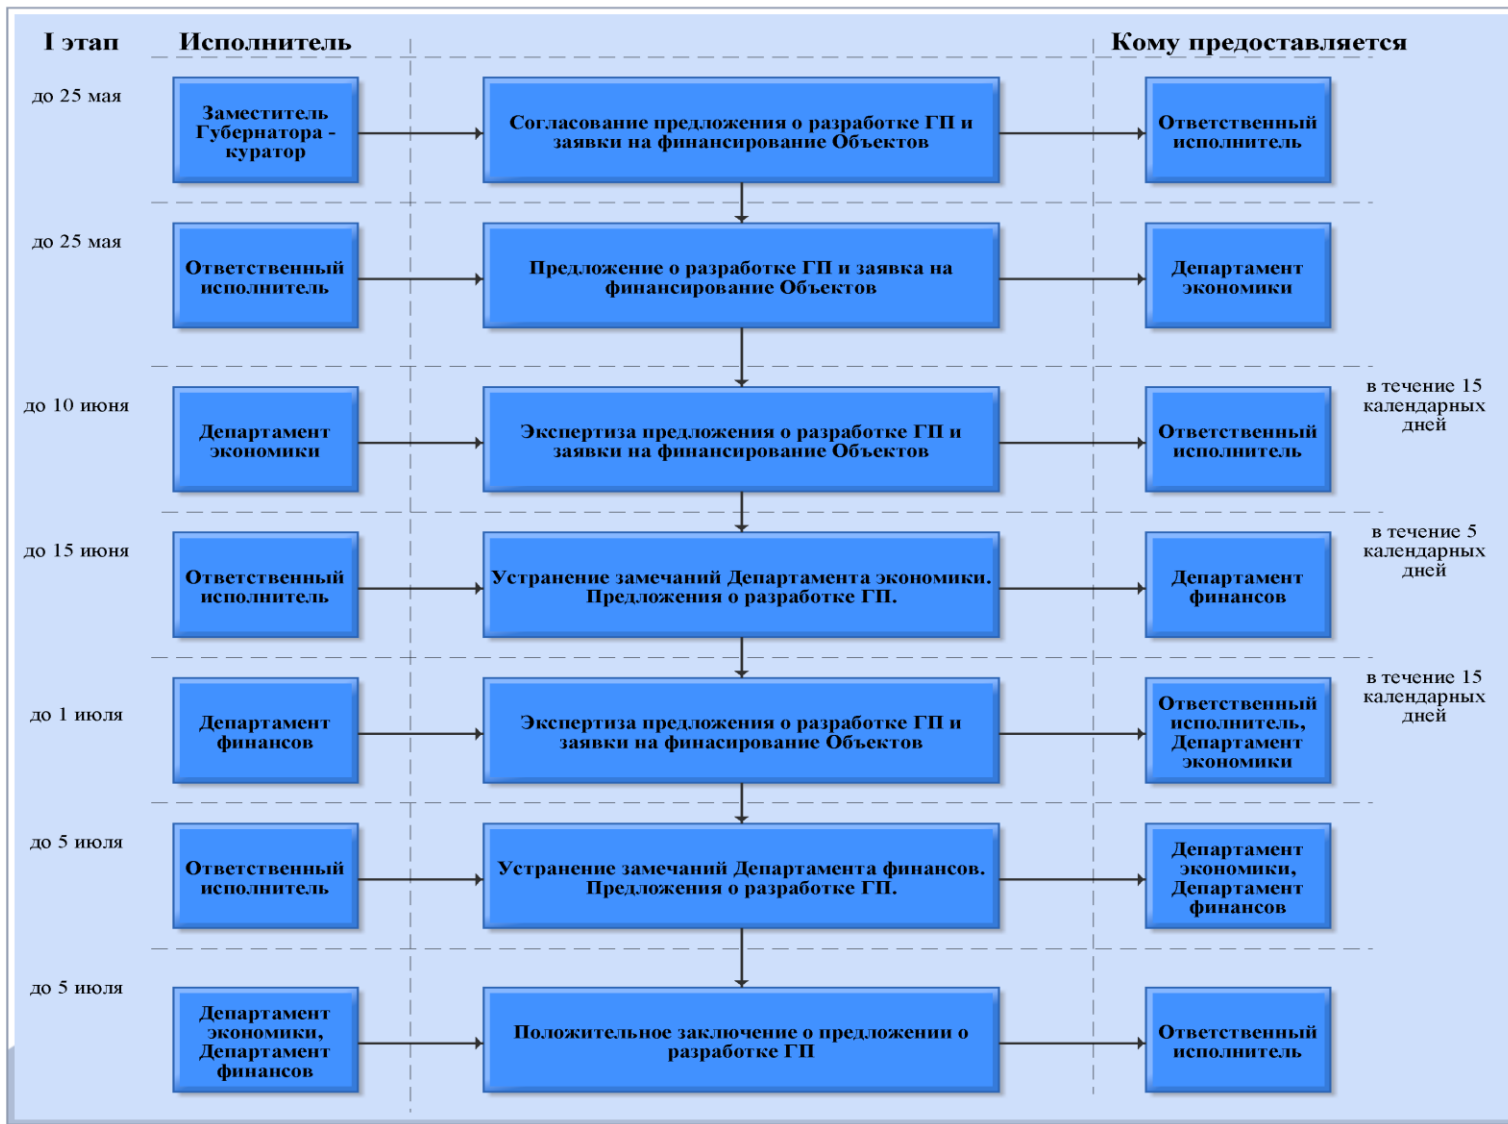 I этап
Исполнитель
Кому предоставляется
до 25 мая
Заместитель
Губернатора -
куратор
Согласование предложения о разработке ГП и
заявки на финансирование Объектов
Ответственный
исполнитель
до 25 мая
Ответственный
исполнитель
Предложение о разработке ГП и заявка на
финансирование Объектов
Департамент
экономики
до 10 июня
Департамент
экономики
Экспертиза предложения о разработке ГП и
заявки на финансирование Объектов
Ответственный
исполнитель
в течение 15
календарных
дней
до 15 июня
Ответственный
исполнитель
Устранение замечаний Департамента экономики.
Предложения о разработке ГП.
Департамент
финансов
в течение 5
календарных
дней
до 1 июля
Департамент
финансов
Экспертиза предложения о разработке ГП и
заявки на финасирование Объектов
Ответственный
исполнитель,
Департамент
экономики
в течение 15
календарных
дней
до 5 июля
Ответственный
исполнитель
Устранение замечаний Департамента финансов.
Предложения о разработке ГП.
Департамент
экономики,
Департамент
финансов
до 5 июля
Департамент
экономики,
Департамент
финансов
Положительное заключение о предложении о
разработке ГП
Ответственный
исполнитель